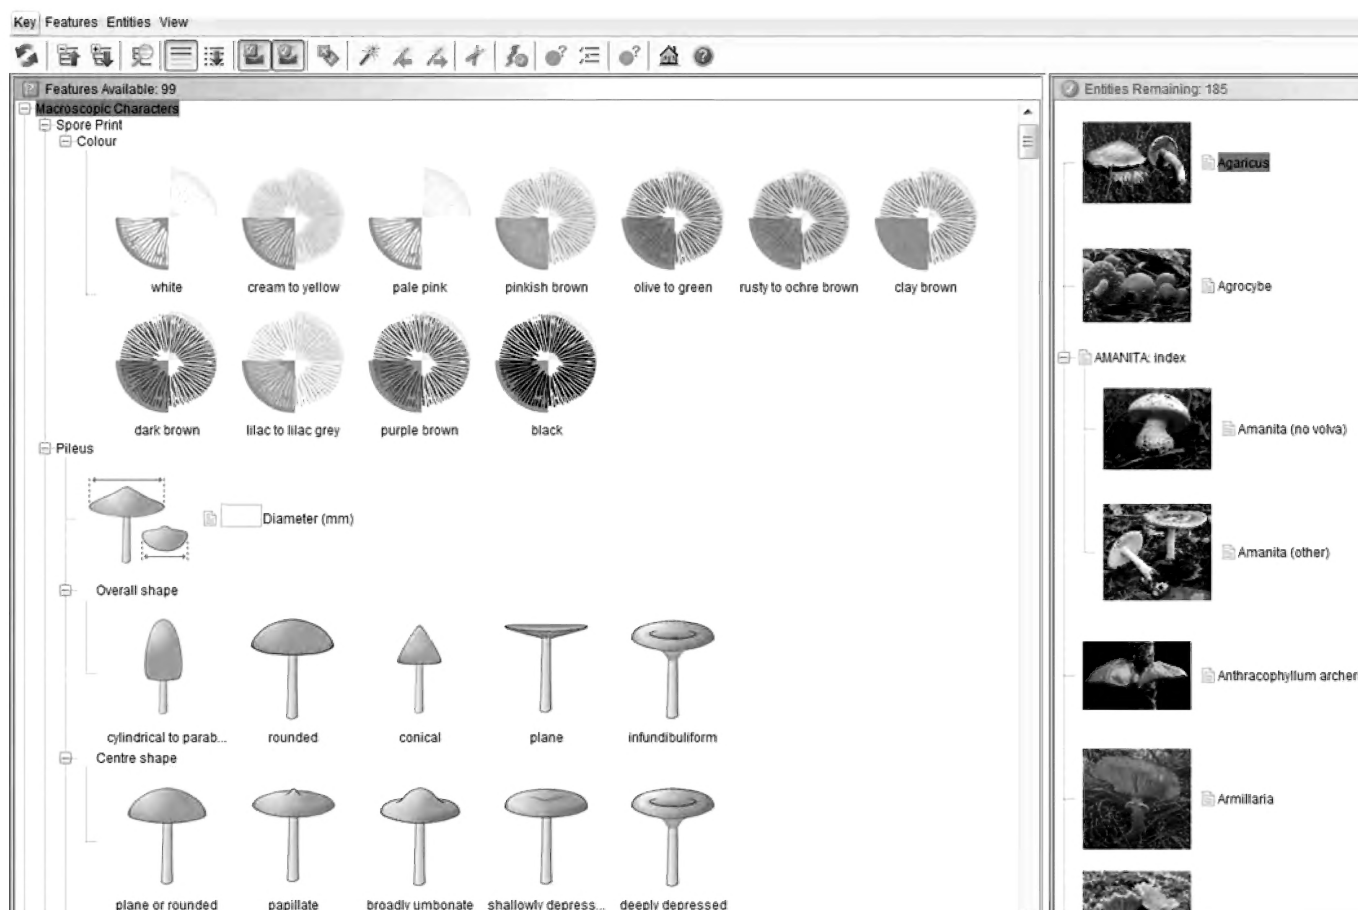 Key Features Entities View
Features Available: 99
Macroscopic Characters
Spore Print
Colour
white cream to yellow pale pink pinkish brown olive to green rusty to ochre brown clay brown
dark brown lilac to lilac grey purple brown black
Pileus
Diameter (mm)
Overall shape
cylindrical to parab... rounded conical plane infundibuliform
Centre shape
plane or rounded papillate broadly umbonate shallowly depress... deeply depressed
Entities Remaining: 185
Agaricus
Agrocybe
AMANITA: index
Amanita (no volva)
Amanita (other)
Anthracophyllum archer
Armillaria